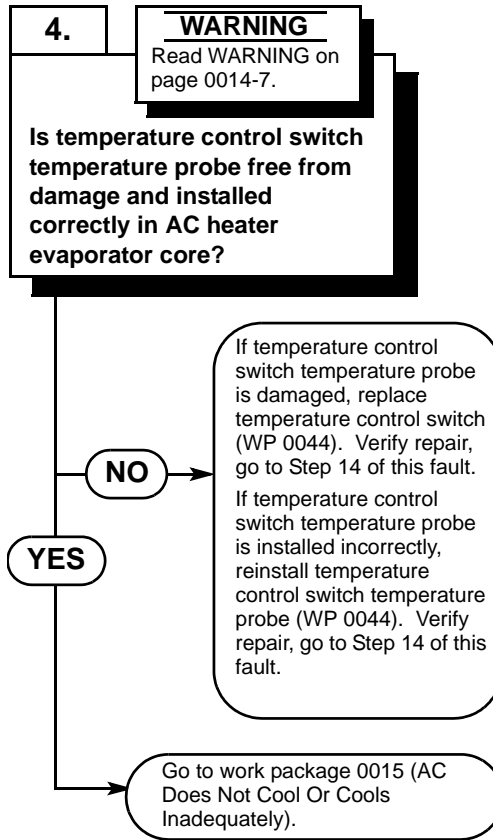 4.
WARNING
Read WARNING on
page 0014-7.
Is temperature control switch
temperature probe free from
damage and installed
correctly in AC heater
evaporator core?
If temperature control
switch temperature probe
is damaged, replace
temperature control switch
(WP 0044).  Verify repair,
go to Step 14 of this fault.
If temperature control
switch temperature probe
is installed incorrectly,
reinstall temperature
control switch temperature
probe (WP 0044).  Verify
repair, go to Step 14 of this
fault.
NO
YES
Go to work package 0015 (AC
Does Not Cool Or Cools
Inadequately).